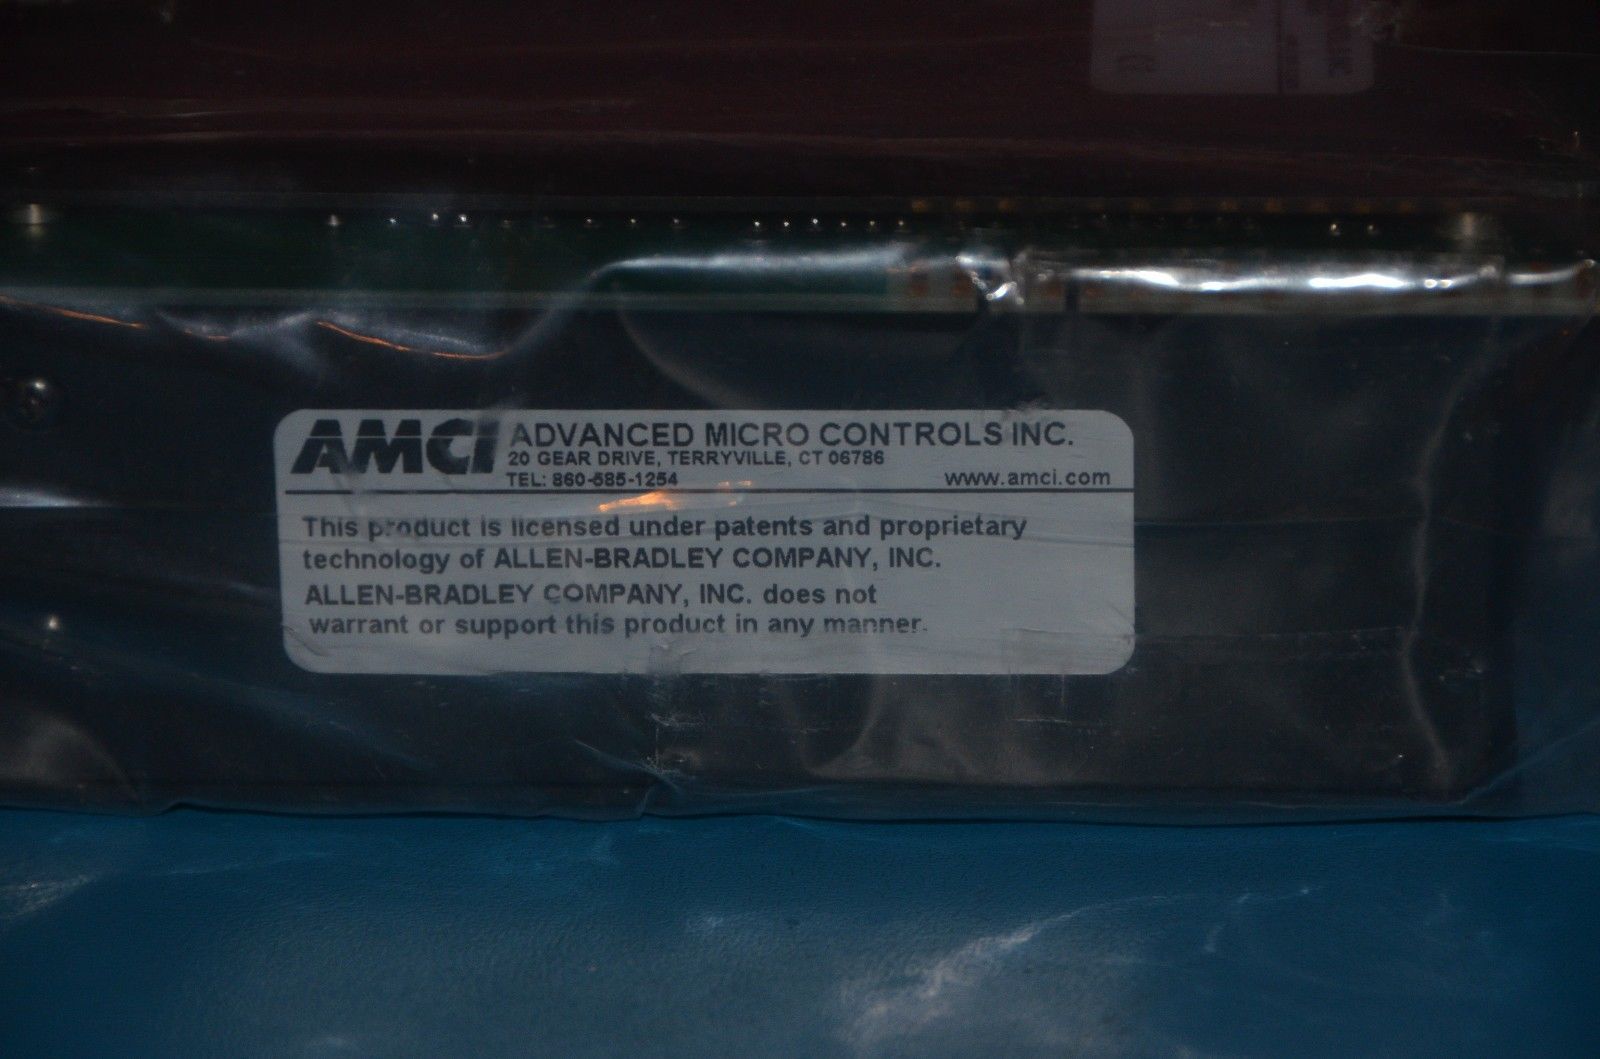 AMCI ADVANCED MICRO CONTROLS INC.
20 GEAR DRIVE, TERRYVILLE, CT 06786
TEL: 860-585-1254 www.amci.com
This product is licensed under patents and proprietary
technology of ALLEN-BRADLEY COMPANY, INC.
ALLEN-BRADLEY COMPANY, INC. does not
warrant or support this product in any manner.